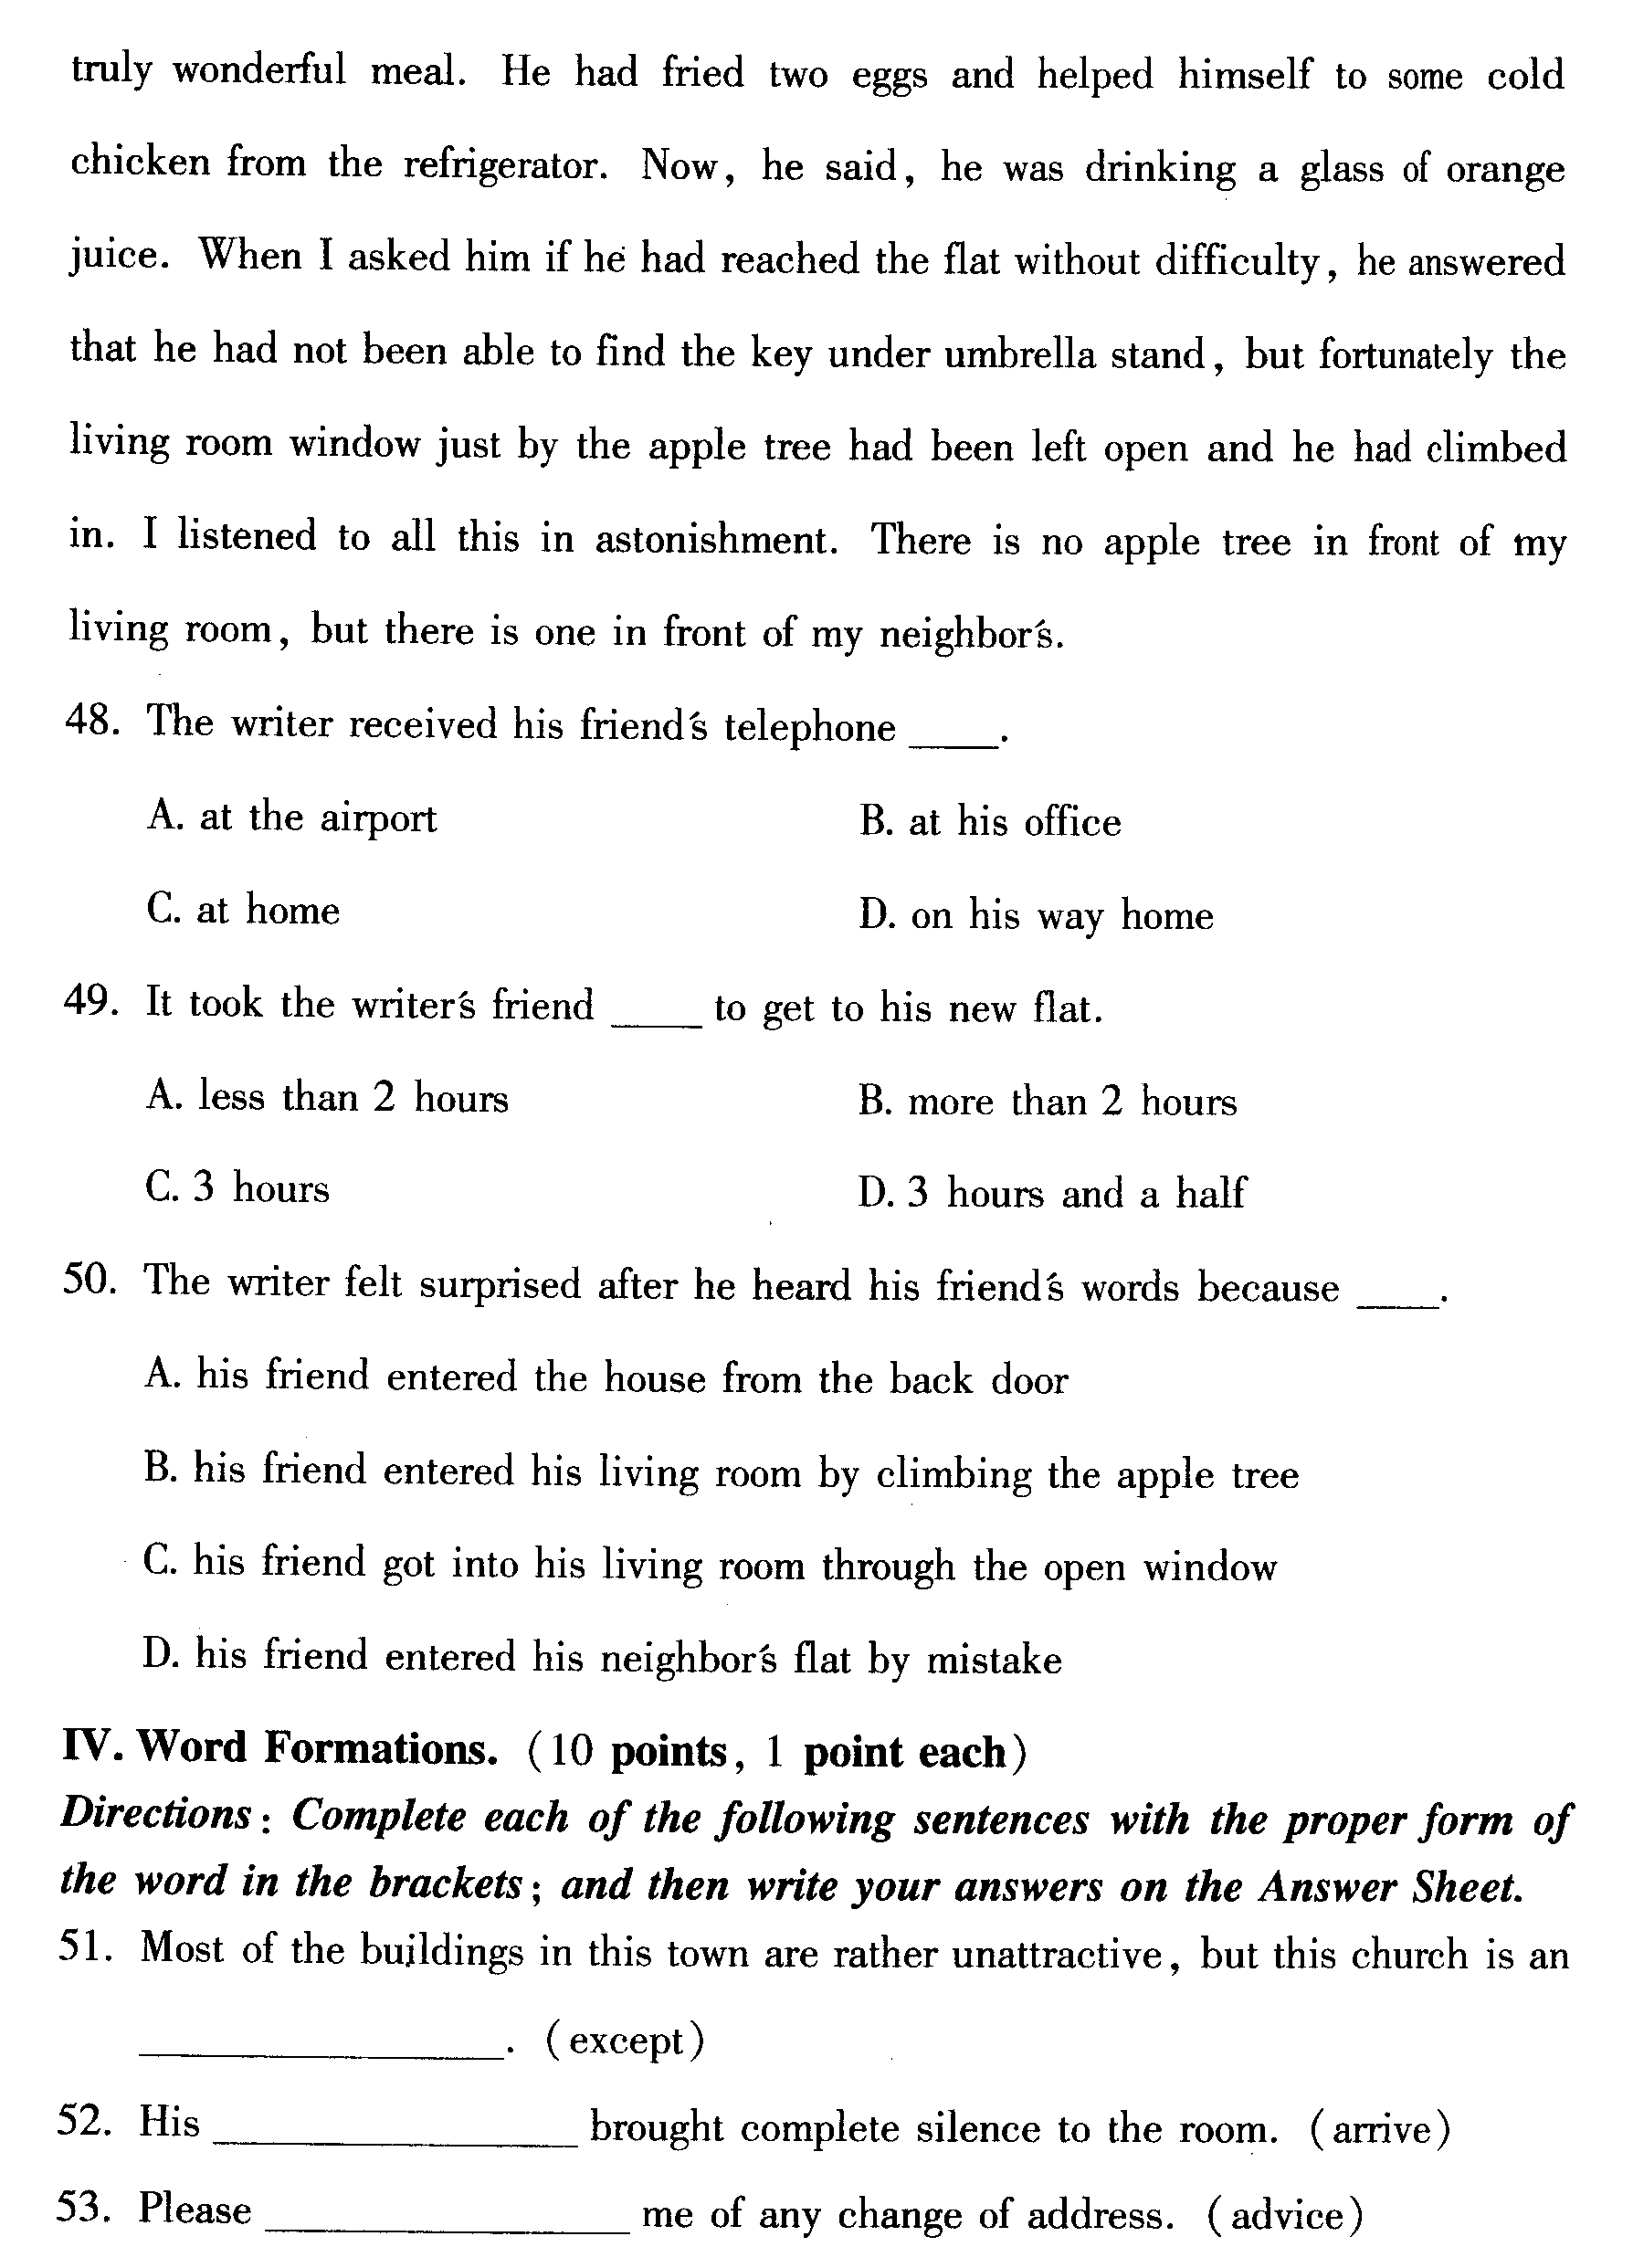 truly wonderful meal. He had fried two eggs and helped himself to some cold
chicken from the refrigerator. Now, he said, he was drinking a glass of orange
juice. When I asked him if he had reached the flat without difficulty, he answered
that he had not been able to find the key under umbrella stand, but fortunately the
living room window just by the apple tree had been left open and he had climbed
in. I listened to all this in astonishment. There is no apple tree in front of my
living room, but there is one in front of my neighbor's.
48. The writer received his friend's telephone ____.
A. at the airport B. at his office
C. at home D. on his way home
49. It took the writer's friend ____ to get to his new flat.
A. less than 2 hours B. more than 2 hours
C. 3 hours D. 3 hours and a half
50. The writer felt surprised after he heard his friend's words because ____.
A. his friend entered the house from the back door
B. his friend entered his living room by climbing the apple tree
C. his friend got into his living room through the open window
D. his friend entered his neighbor's flat by mistake
IV. Word Formations. (10 points, 1 point each)
Directions: Complete each of the following sentences with the proper form of
the word in the brackets; and then write your answers on the Answer Sheet.
51. Most of the buildings in this town are rather unattractive, but this church is an
________________. (except)
52. His ________________ brought complete silence to the room. (arrive)
53. Please ________________ me of any change of address. (advice)